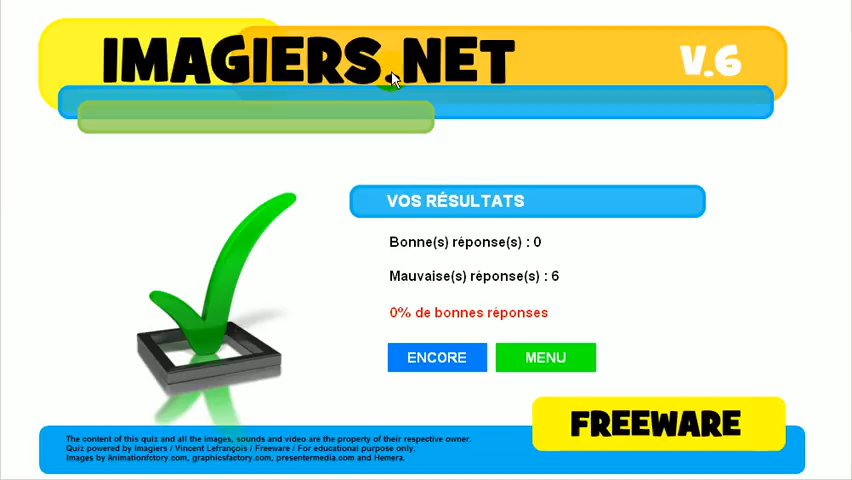 IMAGIERS.NET
V.6
VOS RÉSULTATS
Bonne(s) réponse(s) : 0
Mauvaise(s) réponse(s) : 6
0% de bonnes réponses
ENCORE
MENU
FREEWARE
The content of this quiz and all the images, sounds and video are the property of their respective owner.
Quiz powered by Imagiers / Vincent Lefrançois / Freeware / For educational purpose only.
Images by Animationfctory.com, graphicsfactory.com, presentermedia.com and Hemera.